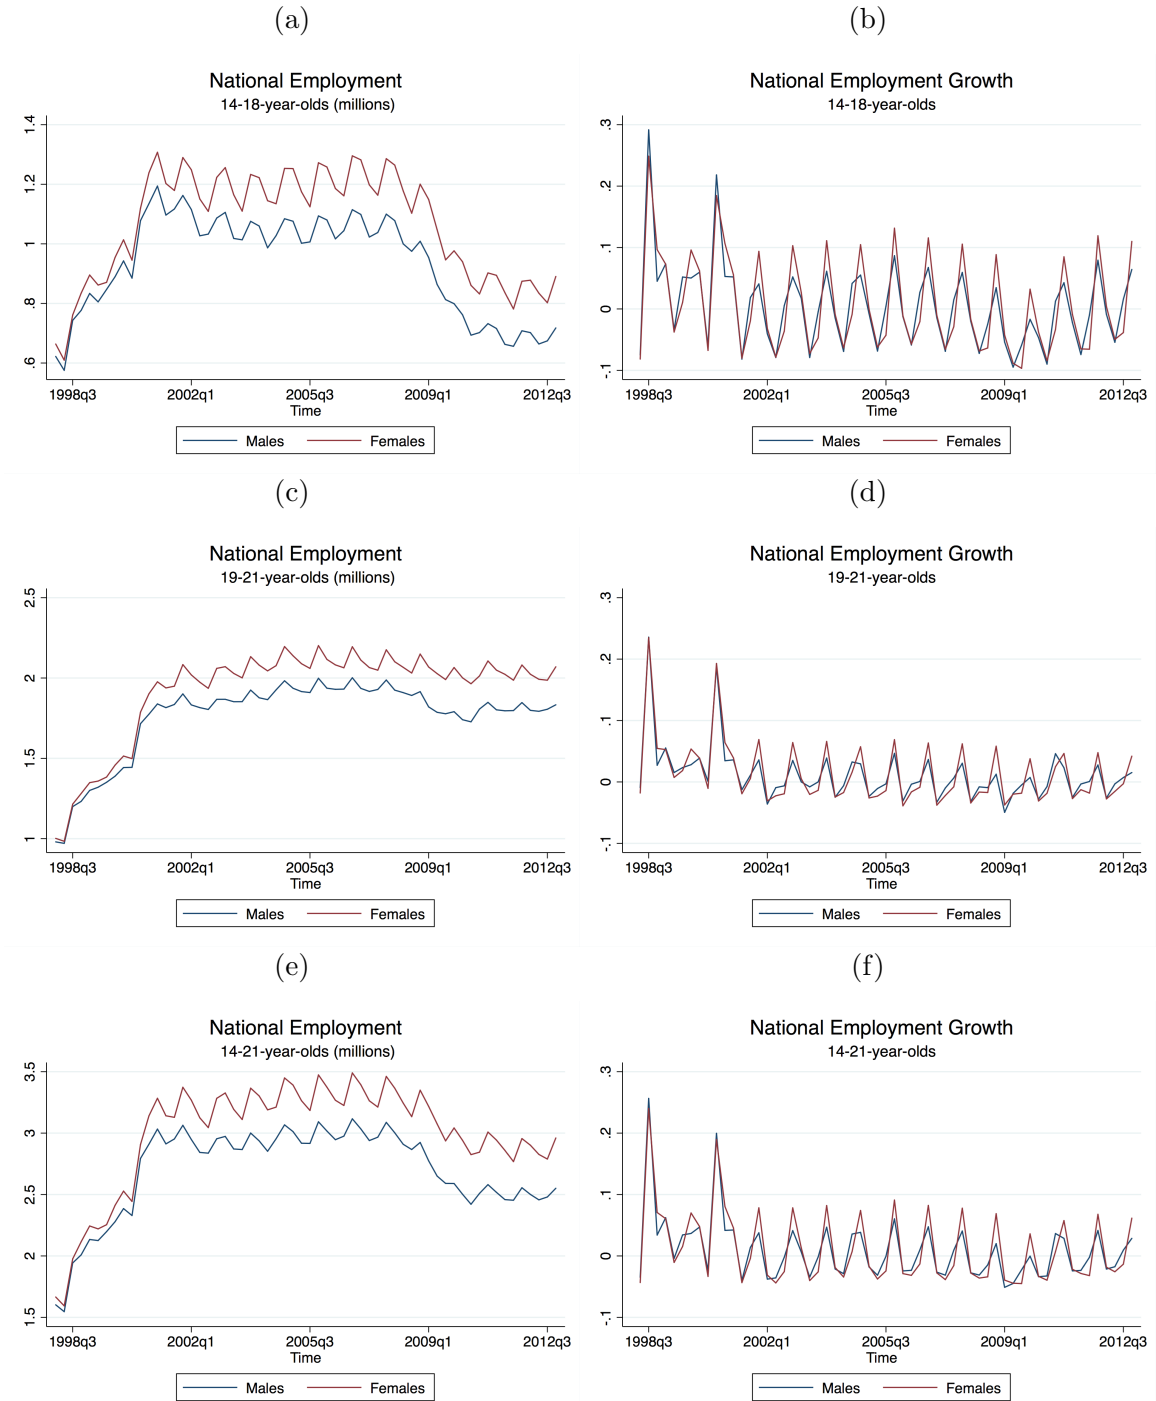 (a)
National Employment
14-18-year-olds (millions)
1.4
1.2
1
.8
.6
1998q3 2002q1 2005q3 2009q1 2012q3
Time
Males Females
(b)
National Employment Growth
14-18-year-olds
.3
.2
.1
0
-.1
1998q3 2002q1 2005q3 2009q1 2012q3
Time
Males Females
(c)
National Employment
19-21-year-olds (millions)
2.5
2
1.5
1
1998q3 2002q1 2005q3 2009q1 2012q3
Time
Males Females
(d)
National Employment Growth
19-21-year-olds
.3
.2
.1
0
-.1
1998q3 2002q1 2005q3 2009q1 2012q3
Time
Males Females
(e)
National Employment
14-21-year-olds (millions)
3.5
3
2.5
2
1.5
1998q3 2002q1 2005q3 2009q1 2012q3
Time
Males Females
(f)
National Employment Growth
14-21-year-olds
.3
.2
.1
0
-.1
1998q3 2002q1 2005q3 2009q1 2012q3
Time
Males Females